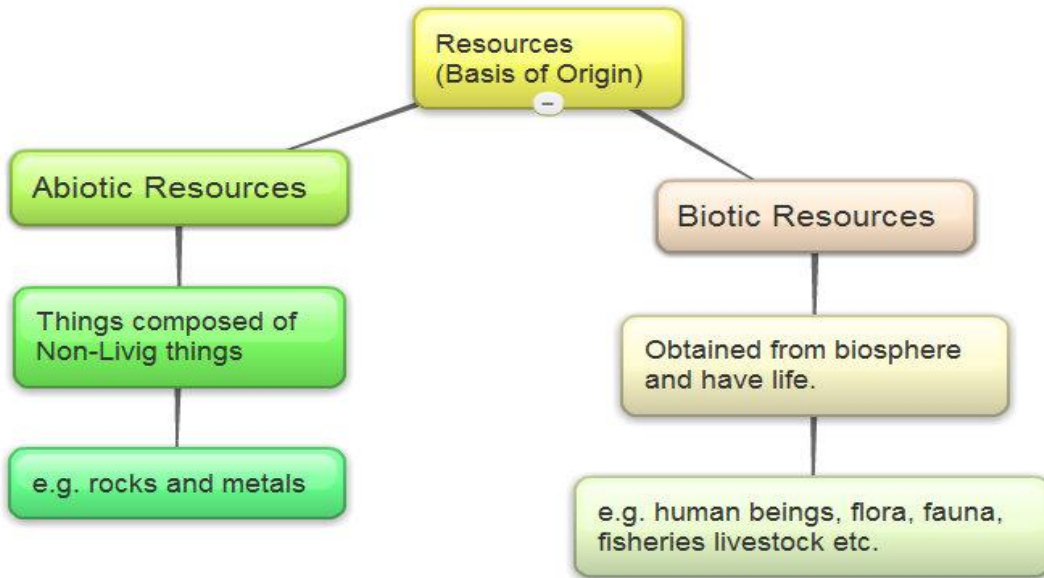 Resources
(Basis of Origin)
Abiotic Resources
Biotic Resources
Things composed of
Non-Livig things
Obtained from biosphere
and have life.
e.g. rocks and metals
e.g. human beings, flora, fauna,
fisheries livestock etc.